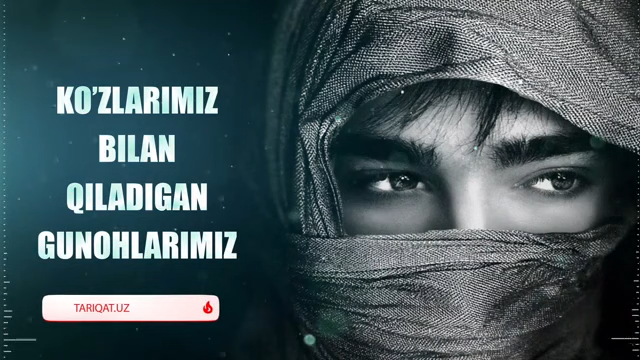 KO’ZLARIMIZ
BILAN
QILADIGAN
GUNOHLARIMIZ
TARIQAT.UZ